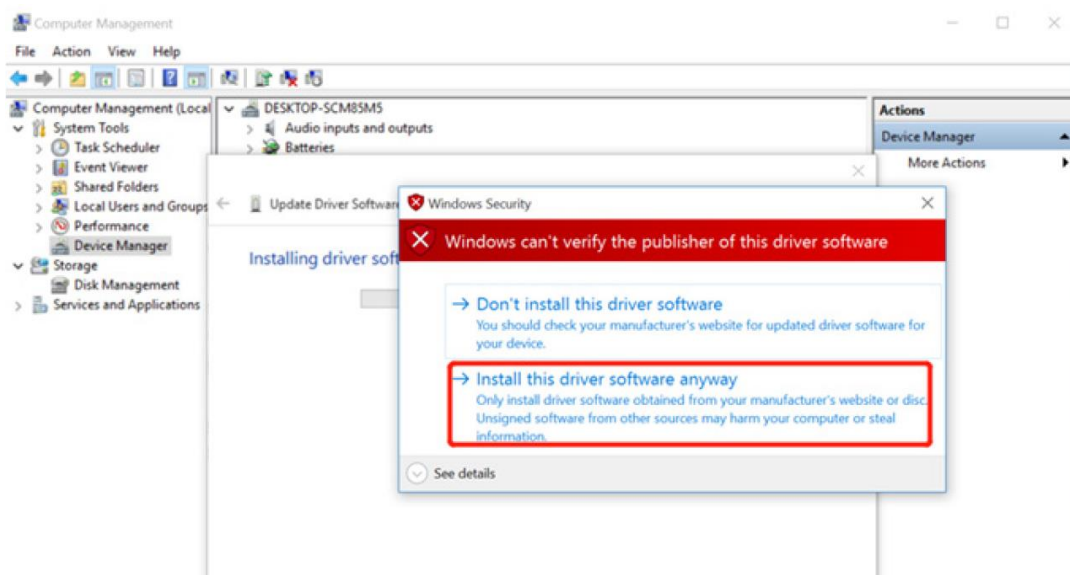 Computer Management
File Action View Help
Computer Management (Local
System Tools
Task Scheduler
Event Viewer
Shared Folders
Local Users and Groups
Performance
Device Manager
Storage
Disk Management
Services and Applications
DESKTOP-SCM85M5
Audio inputs and outputs
Batteries
Actions
Device Manager
More Actions
Update Driver Software
Installing driver soft
Windows Security
Windows can't verify the publisher of this driver software
Don't install this driver software
You should check your manufacturer's website for updated driver software for
your device.
Install this driver software anyway
Only install driver software obtained from your manufacturer's website or disc.
Unsigned software from other sources may harm your computer or steal
information.
See details